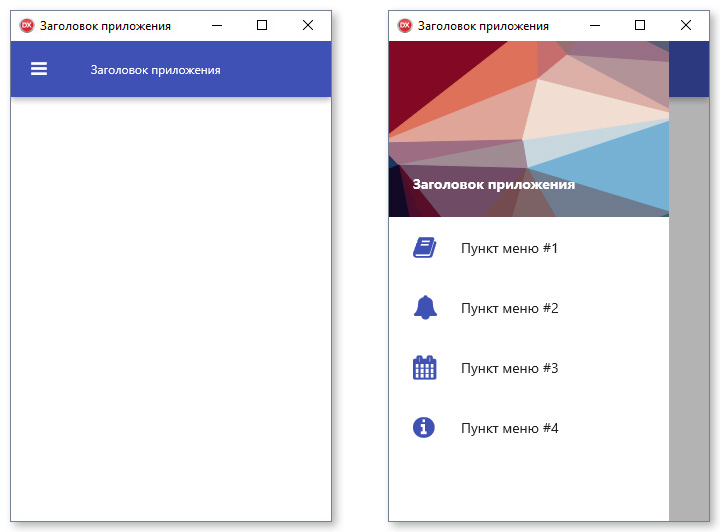 DX Заголовок приложения
Заголовок приложения
DX Заголовок приложения
Заголовок приложения
Пункт меню #1
Пункт меню #2
Пункт меню #3
Пункт меню #4